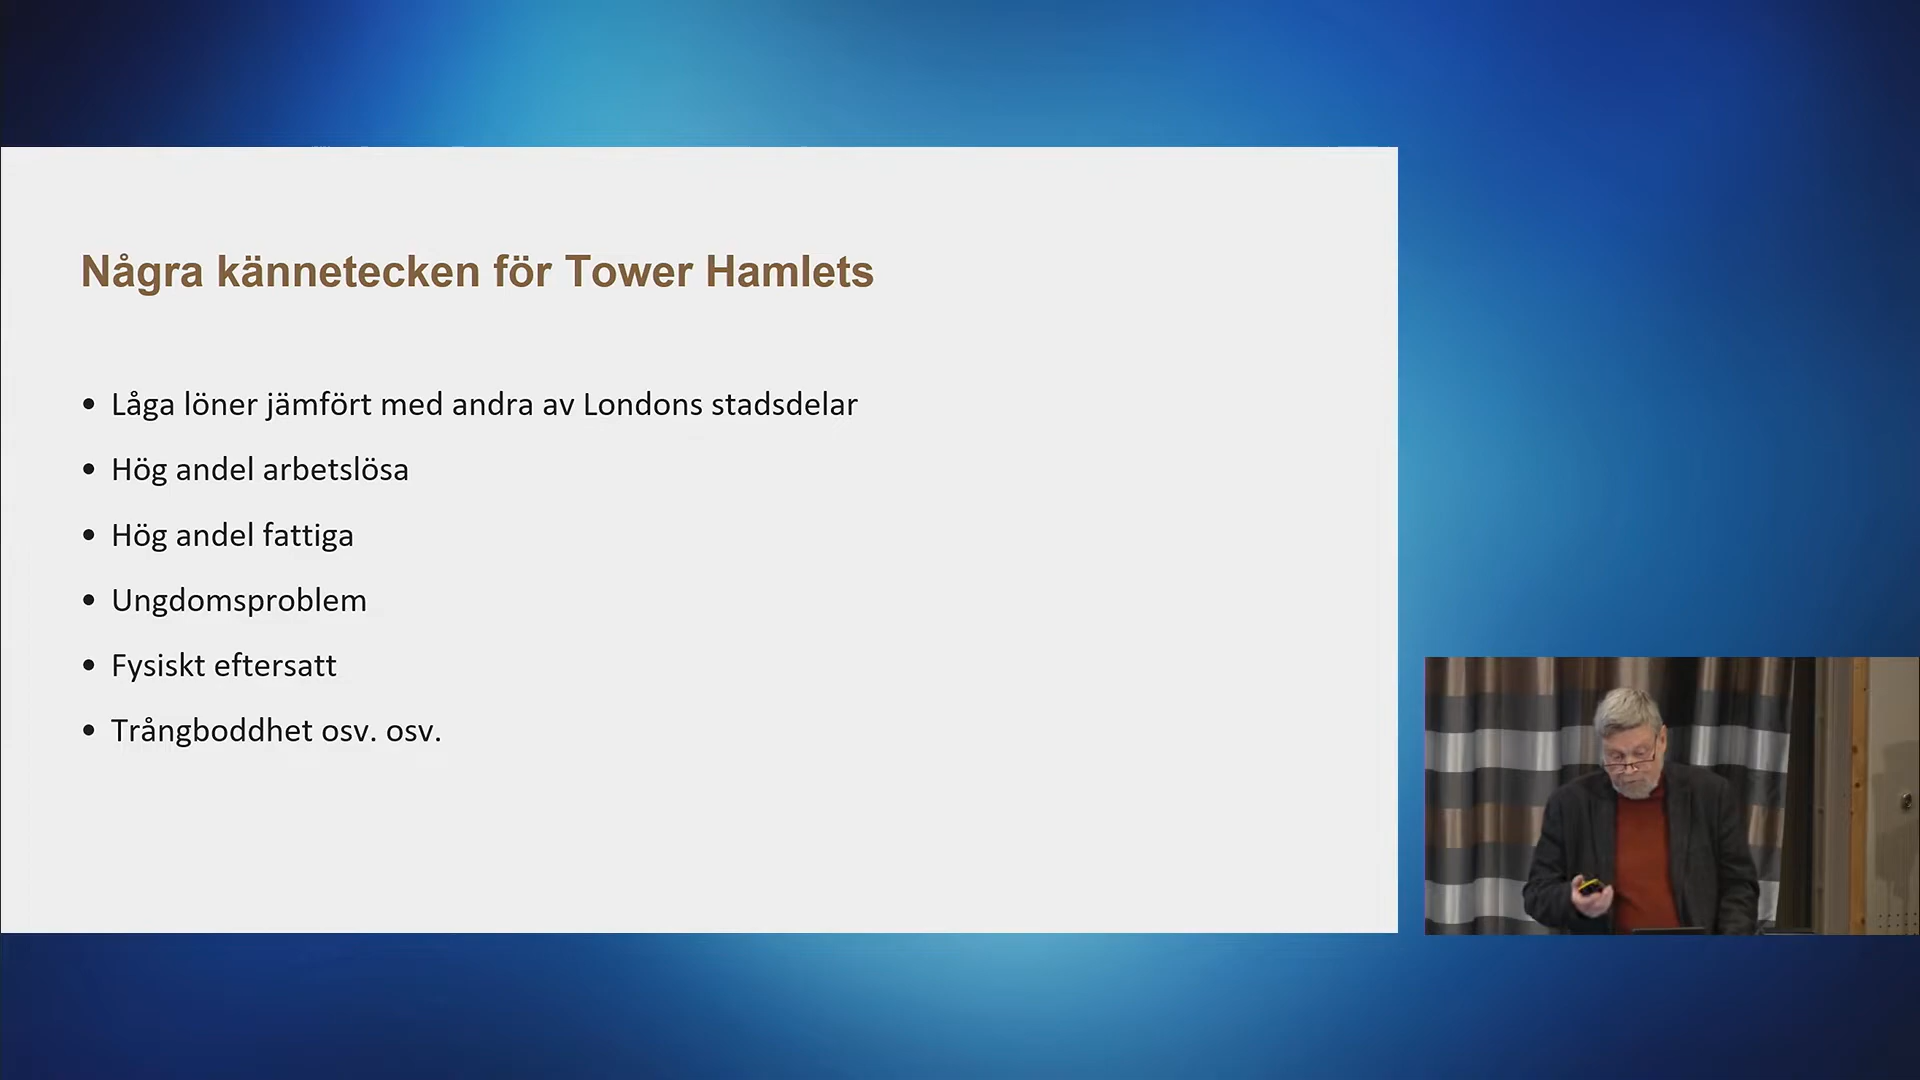 Några kännetecken för Tower Hamlets
• Låga löner jämfört med andra av Londons stadsdelar
• Hög andel arbetslösa
• Hög andel fattiga
• Ungdomsproblem
• Fysiskt eftersatt
• Trångboddhet osv. osv.